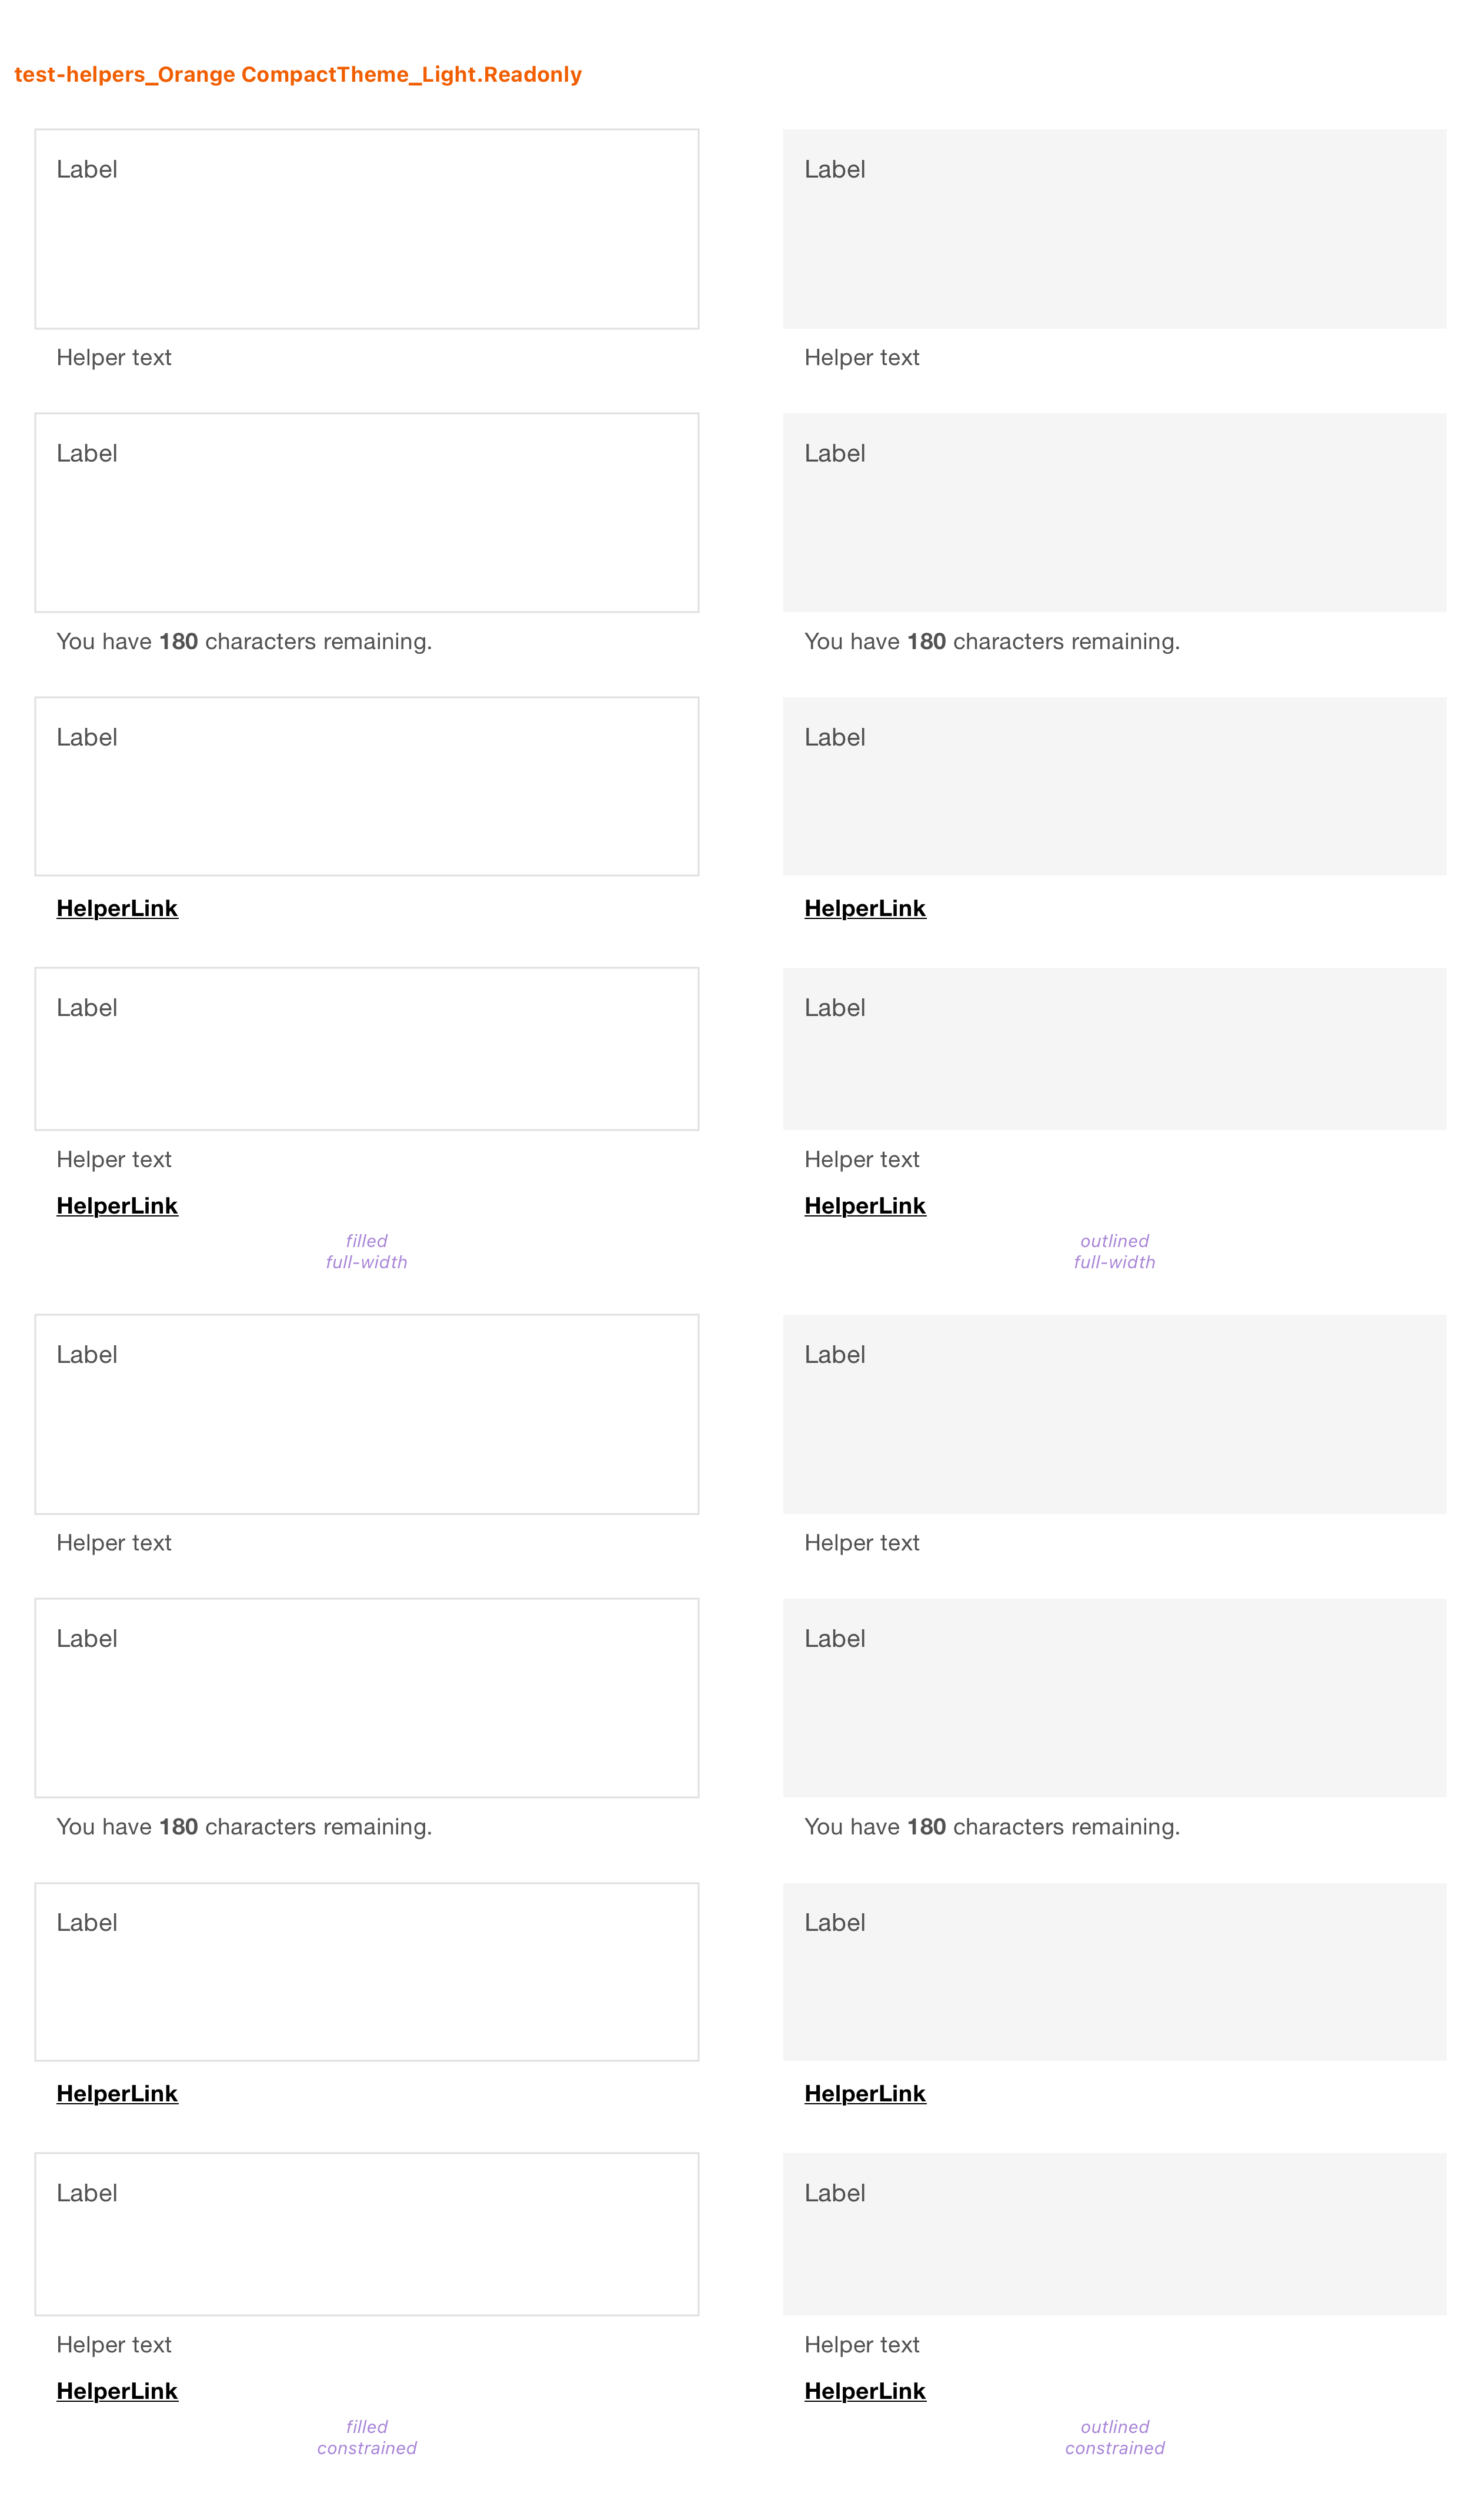 test-helpers_Orange CompactTheme_Light.Readonly
Label
Label
Helper text
Helper text
Label
Label
You have 180 characters remaining.
You have 180 characters remaining.
Label
Label
HelperLink
HelperLink
Label
Label
Helper text
Helper text
HelperLink
HelperLink
filled
full-width
outlined
full-width
Label
Label
Helper text
Helper text
Label
Label
You have 180 characters remaining.
You have 180 characters remaining.
Label
Label
HelperLink
HelperLink
Label
Label
Helper text
Helper text
HelperLink
HelperLink
filled
constrained
outlined
constrained